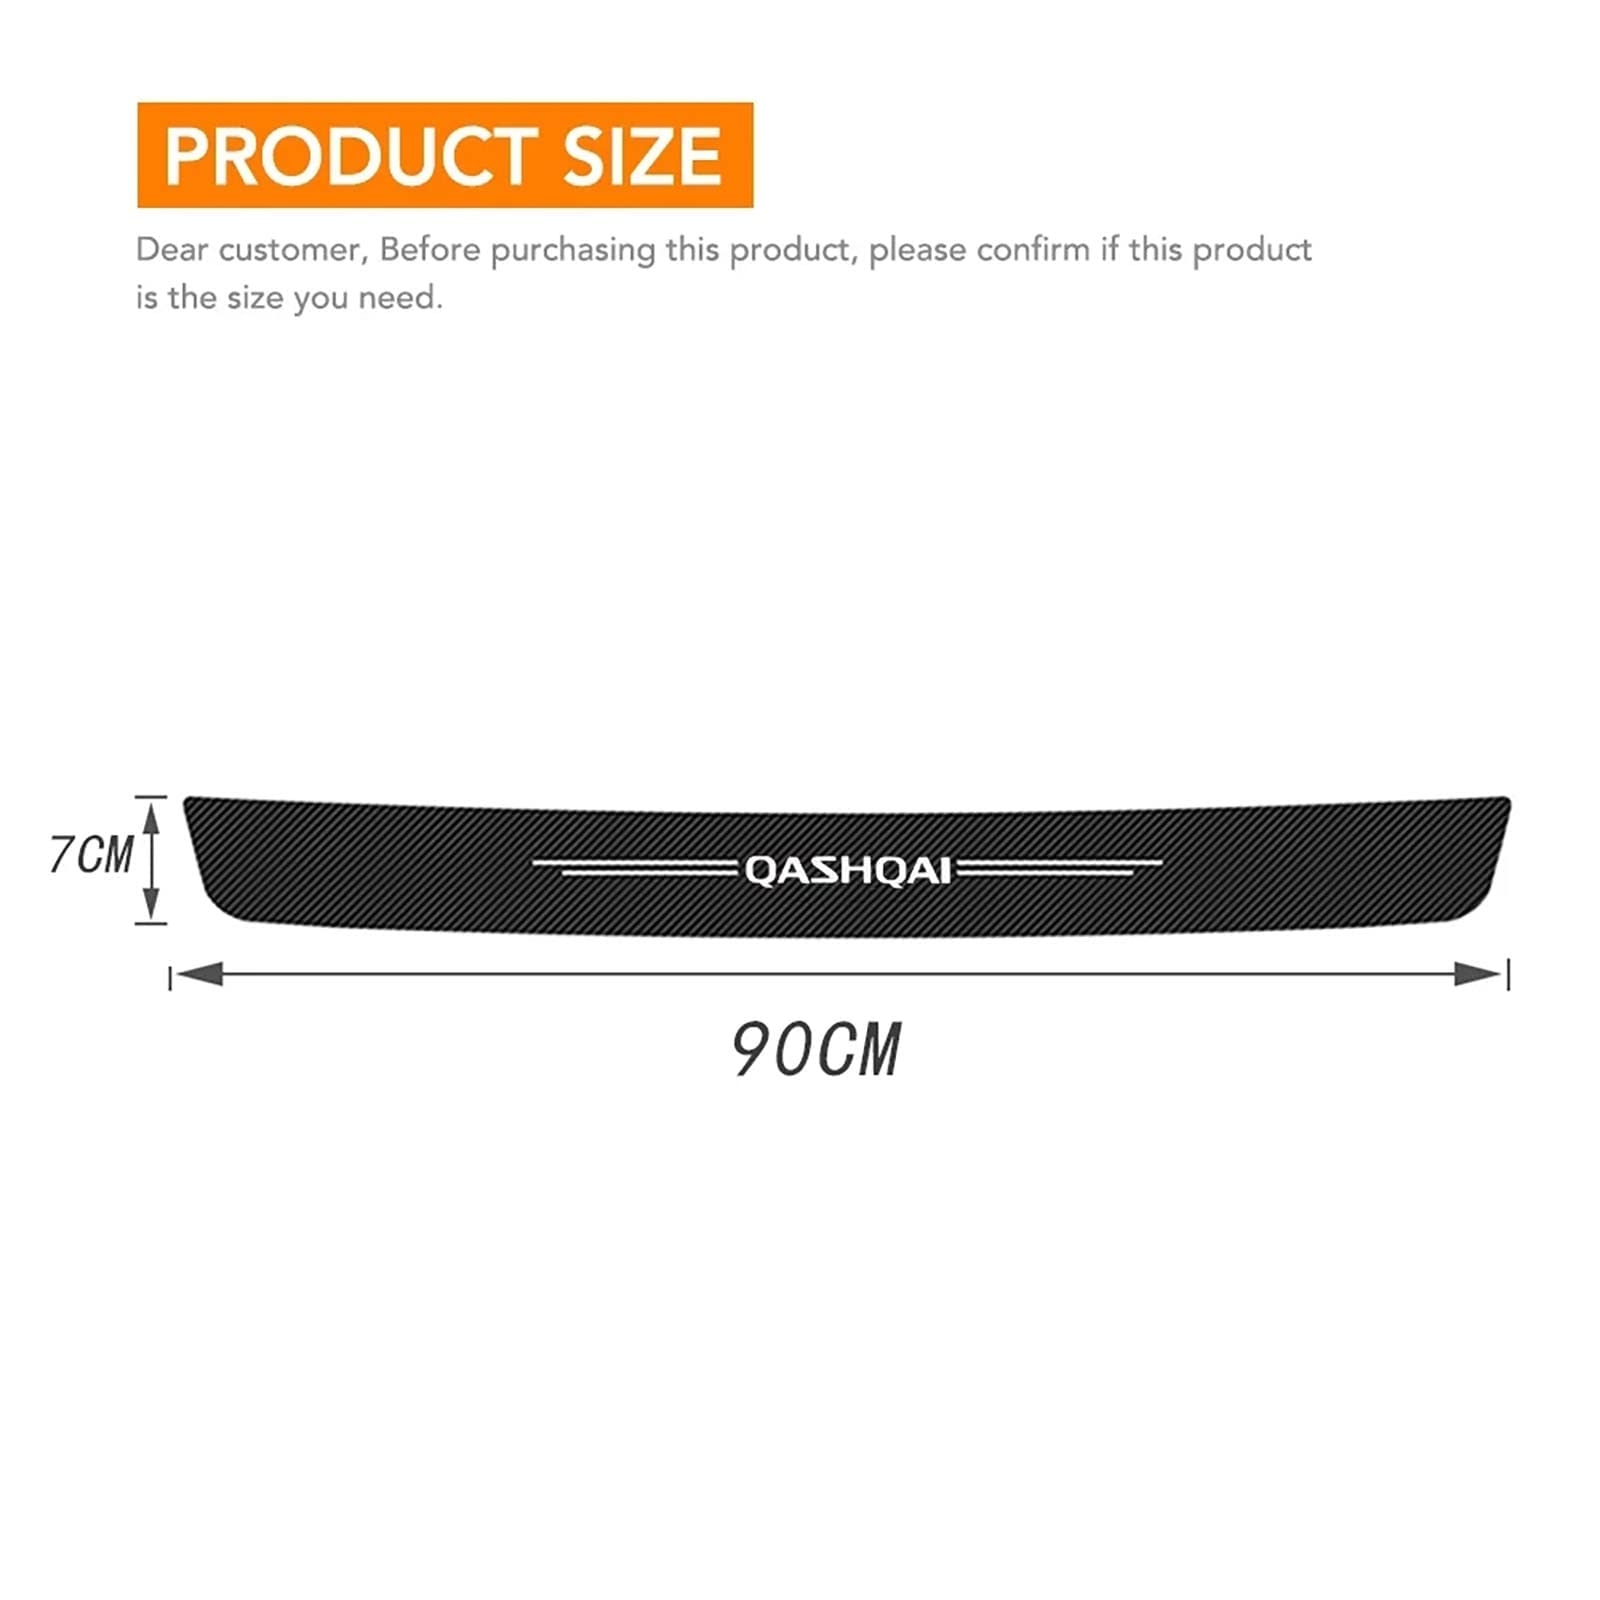 PRODUCT SIZE
Dear customer, Before purchasing this product, please confirm if this product
is the size you need.
7CM
QASHQAI
90CM